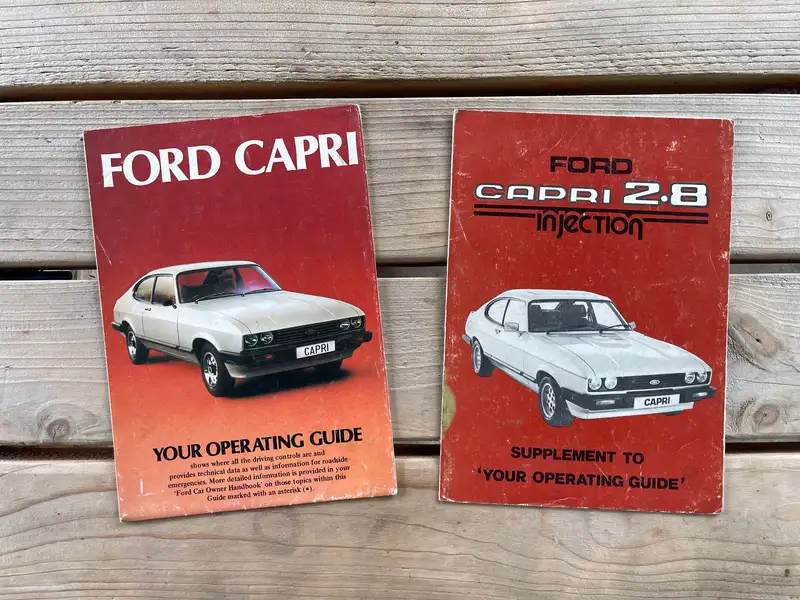 FORD CAPRI
CAPRI
YOUR OPERATING GUIDE
shows where all the driving controls are and
provides technical data as well as information for roadside
emergencies. More detailed information is provided in your
'Ford Car Owner Handbook' on those topics within this
Guide marked with an asterisk (*).
FORD
CAPRI 2·8
injection
Ford
CAPRI
SUPPLEMENT TO
'YOUR OPERATING GUIDE'